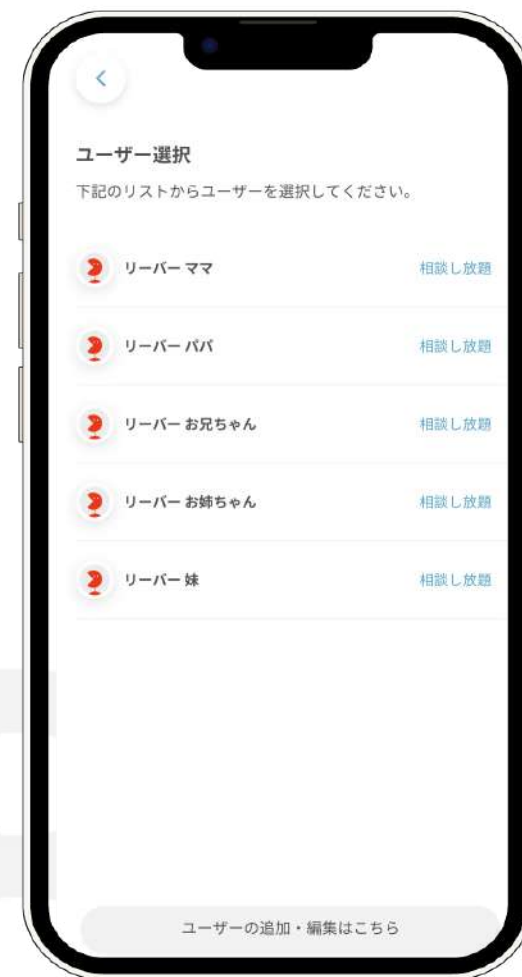 ユーザー選択
下記のリストからユーザーを選択してください。
リーバー ママ 相談し放題
リーバー パパ 相談し放題
リーバー お兄ちゃん 相談し放題
リーバー お姉ちゃん 相談し放題
リーバー 妹 相談し放題
ユーザーの追加・編集はこちら